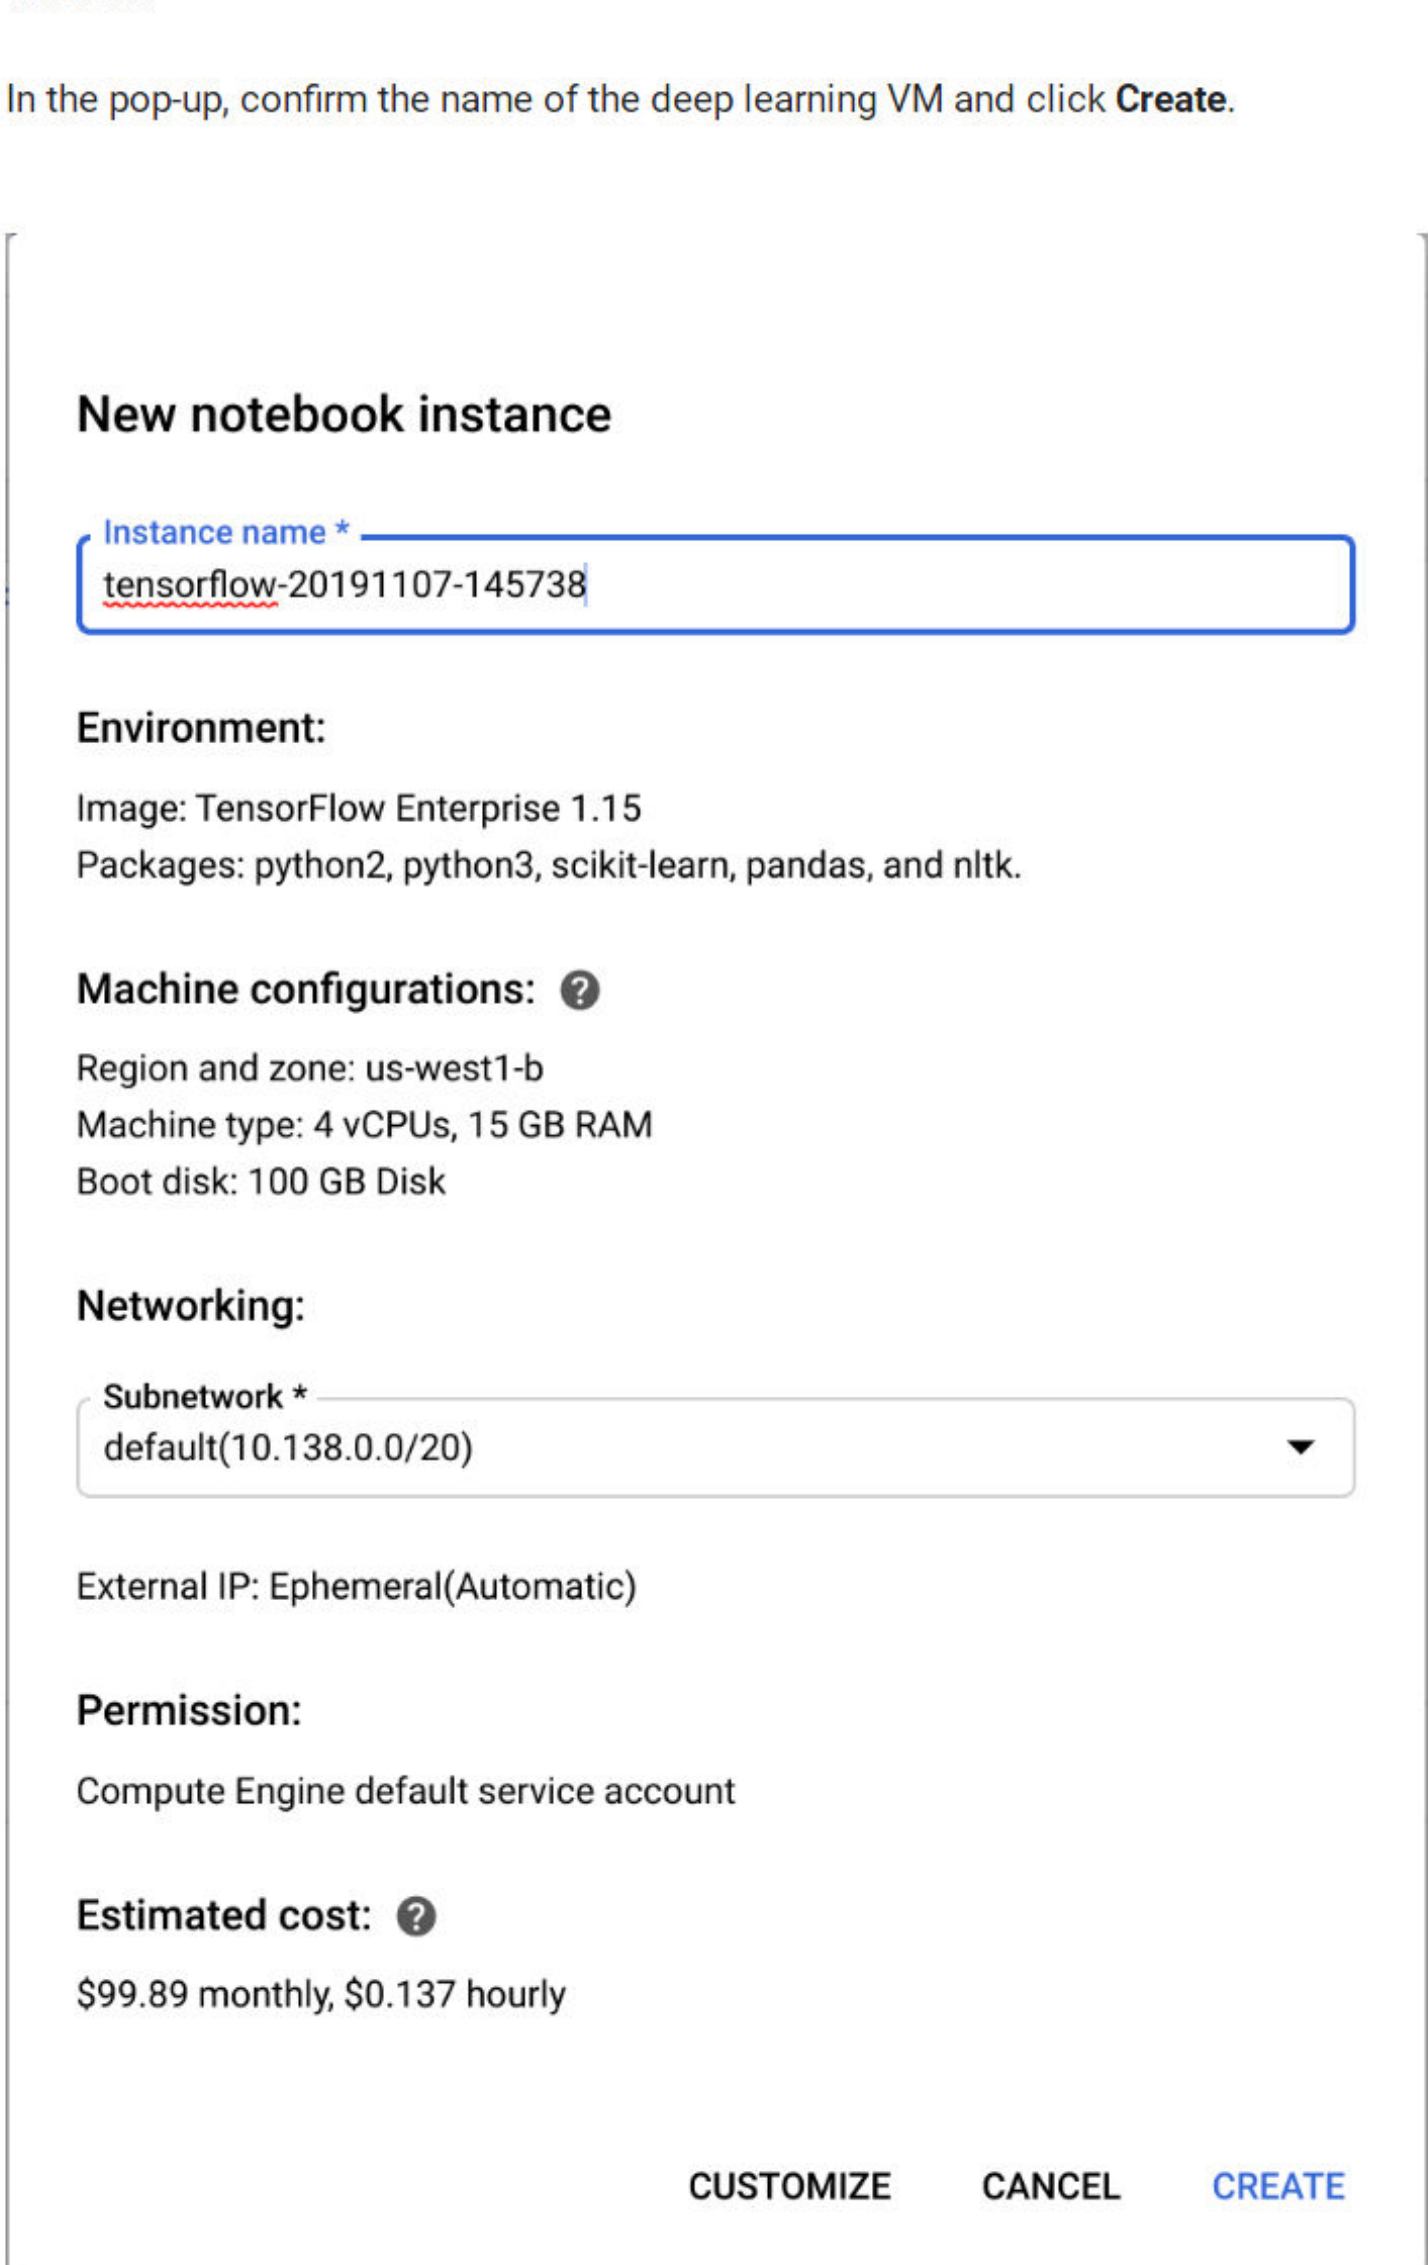 In the pop-up, confirm the name of the deep learning VM and click Create.
New notebook instance
Instance name *
tensorflow-20191107-145738
Environment:
Image: TensorFlow Enterprise 1.15
Packages: python2, python3, scikit-learn, pandas, and nltk.
Machine configurations: ?
Region and zone: us-west1-b
Machine type: 4 vCPUs, 15 GB RAM
Boot disk: 100 GB Disk
Networking:
Subnetwork *
default(10.138.0.0/20)
External IP: Ephemeral(Automatic)
Permission:
Compute Engine default service account
Estimated cost: ?
$99.89 monthly, $0.137 hourly
CUSTOMIZE CANCEL CREATE